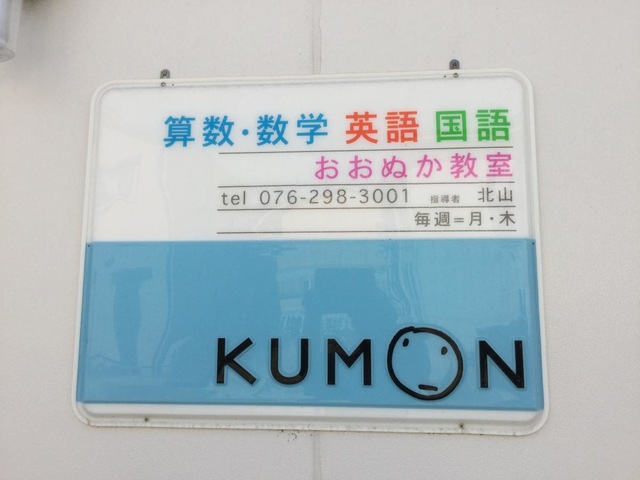 算数・数学 英語 国語
おおぬか教室
tel 076-298-3001 指導者 北山
毎週=月・木
KUMON